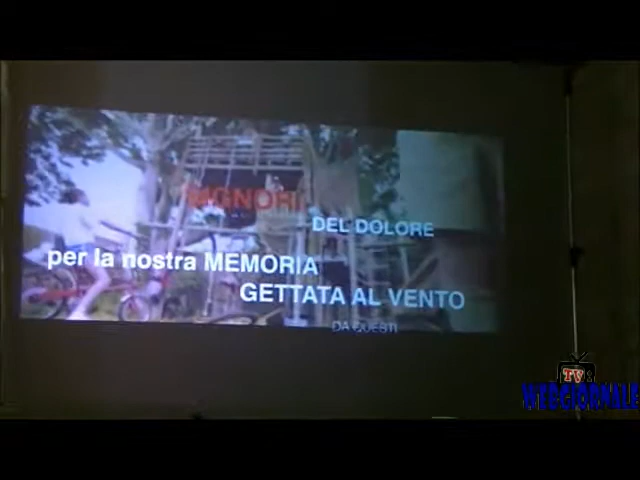 SIGNORI
DEL DOLORE
per la nostra MEMORIA
GETTATA AL VENTO
DA QUESTI
TV
WEBGIORNALE